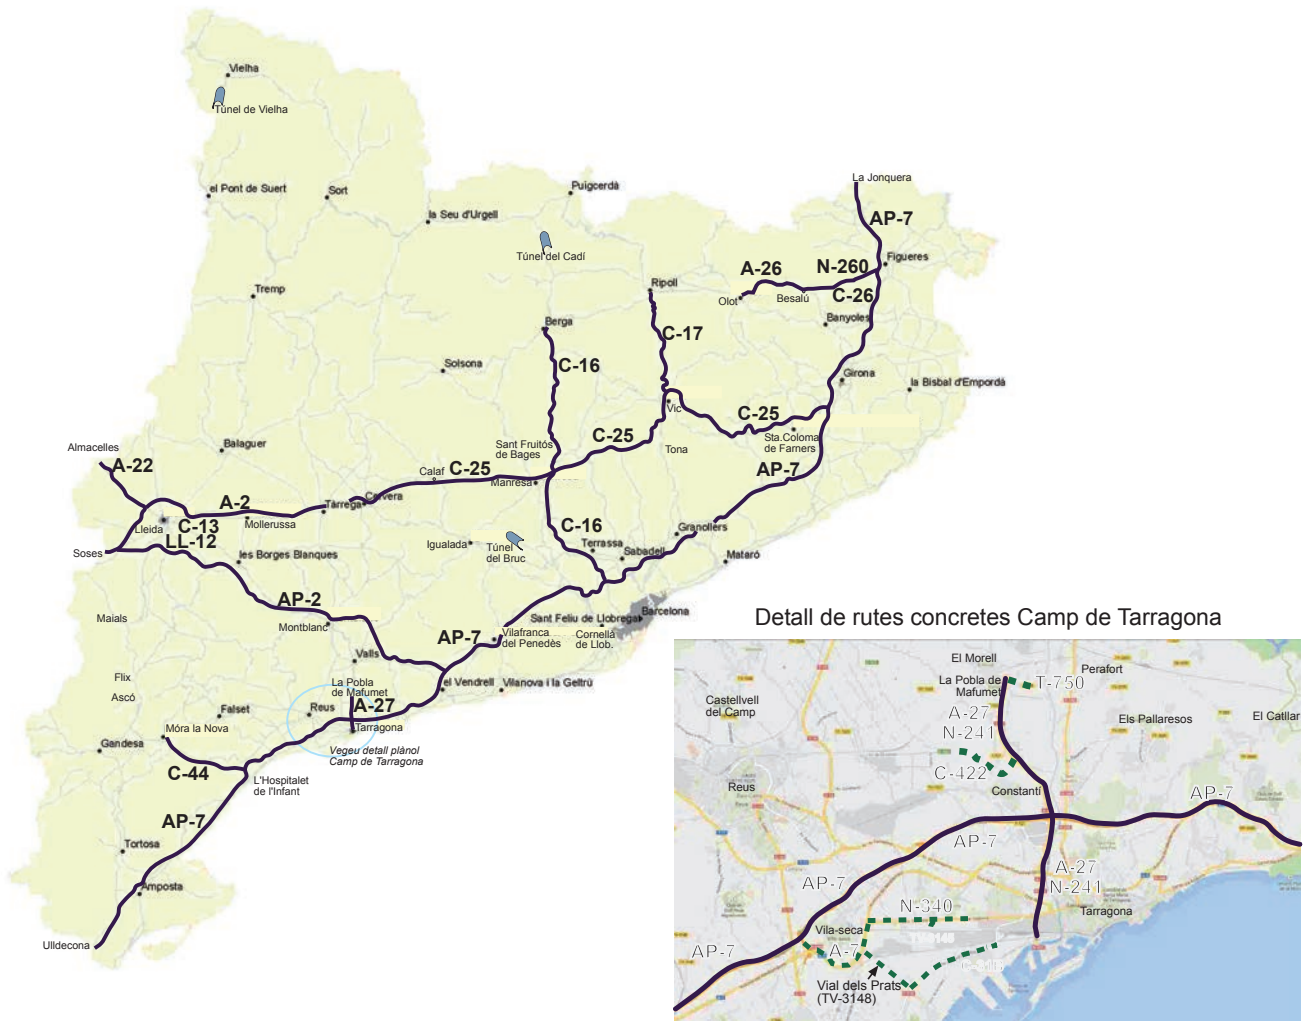 Vielha
Túnel de Vielha
el Pont de Suert
Sort
la Seu d'Urgell
Puigcerdà
La Jonquera
AP-7
Túnel del Cadí
Figueres
Tremp
Ripoll
A-26
N-260
Olot
Besalú
C-26
Banyoles
Berga
C-17
C-16
Solsona
Girona
la Bisbal d'Empordà
Vic
C-25
Sta.Coloma
de Farners
Almacelles
Balaguer
Sant Fruitós
de Bages
C-25
Tona
A-22
Calaf
C-25
Manresa
AP-7
A-2
Tàrrega
Cervera
Lleida
C-13
Mollerussa
LL-12
Soses
les Borges Blanques
Igualada
Túnel
del Bruc
C-16
Terrassa
Sabadell
Granollers
Mataró
Maials
AP-2
Montblanc
AP-7
Vilafranca
del Penedès
Sant Feliu de Llobregat
Barcelona
Cornellà
de Llob.
Valls
Flix
Ascó
La Pobla
de Mafumet
el Vendrell
Vilanova i la Geltrú
Falset
Reus
A-27
Móra la Nova
Tarragona
Gandesa
Vegeu detall plànol
Camp de Tarragona
C-44
L'Hospitalet
de l'Infant
AP-7
Tortosa
Amposta
Ulldecona
Detall de rutes concretes Camp de Tarragona
El Morell
Perafort
La Pobla de
Mafumet
T-750
Castellvell
del Camp
A-27
N-241
Els Pallaresos
El Catllar
C-422
Reus
Constantí
AP-7
AP-7
AP-7
A-27
N-241
N-340
Tarragona
Vila-seca
AP-7
A-7
Vial dels Prats
(TV-3148)